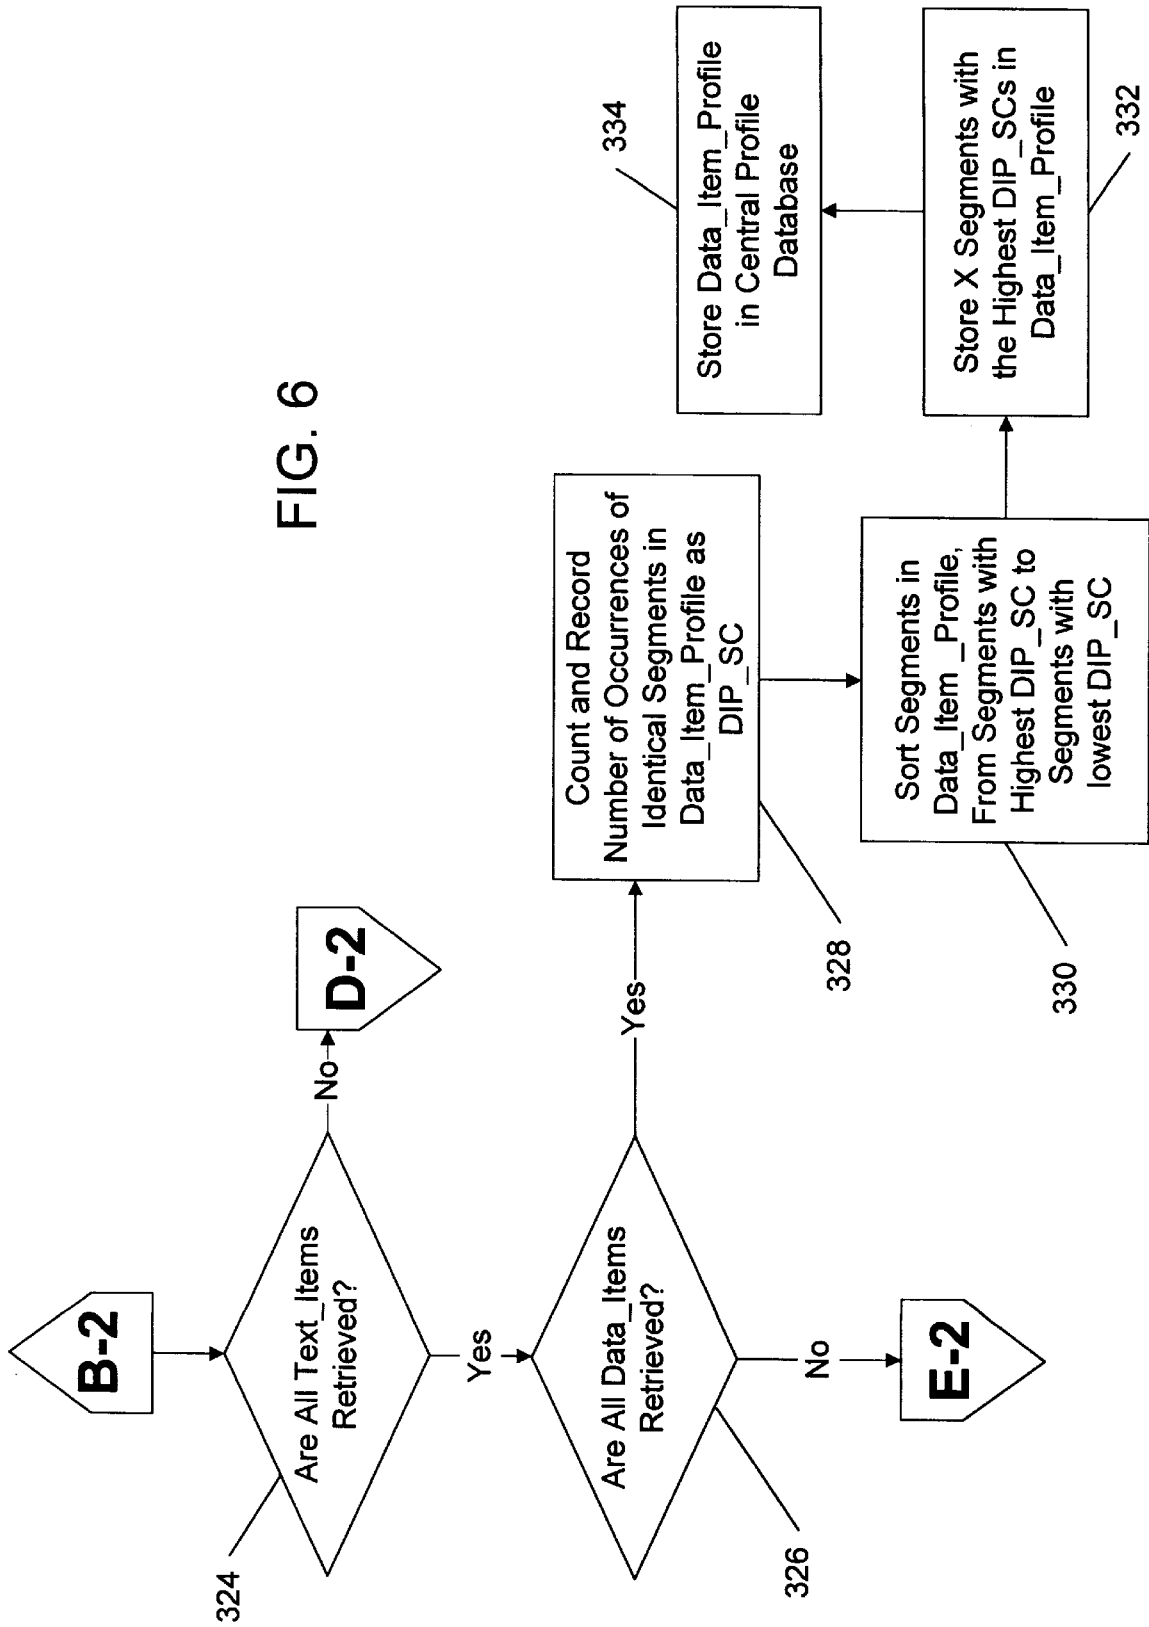 FIG. 6
B-2
324
Are All Text_Items
Retrieved?
No
D-2
Yes
326
Are All Data_Items
Retrieved?
No
E-2
Yes
328
Count and Record
Number of Occurrences of
Identical Segments in
Data_Item_Profile as
DIP_SC
330
Sort Segments in
Data_Item _Profile,
From Segments with
Highest DIP_SC to
Segments with
lowest DIP_SC
332
Store X Segments with
the Highest DIP_SCs in
Data_Item_Profile
334
Store Data_Item_Profile
in Central Profile
Database